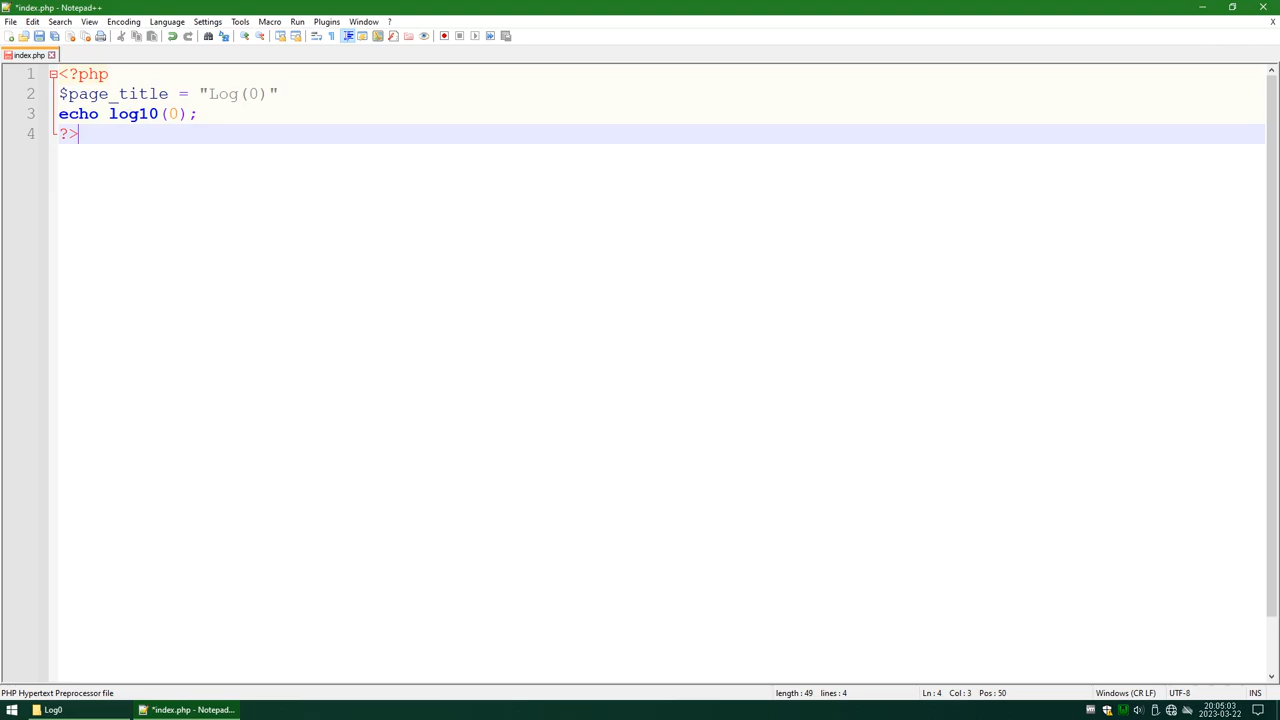 *index.php - Notepad++
File Edit Search View Encoding Language Settings Tools Macro Run Plugins Window ? X
index.php
1 <?php
2 $page_title = "Log(0)"
3 echo log10(0);
4 ?>
PHP Hypertext Preprocessor file length : 49 lines : 4 Ln : 4 Col : 3 Pos : 50 Windows (CR LF) UTF-8 INS
Log0 *index.php - Notepad... 20:05:03
2023-03-22